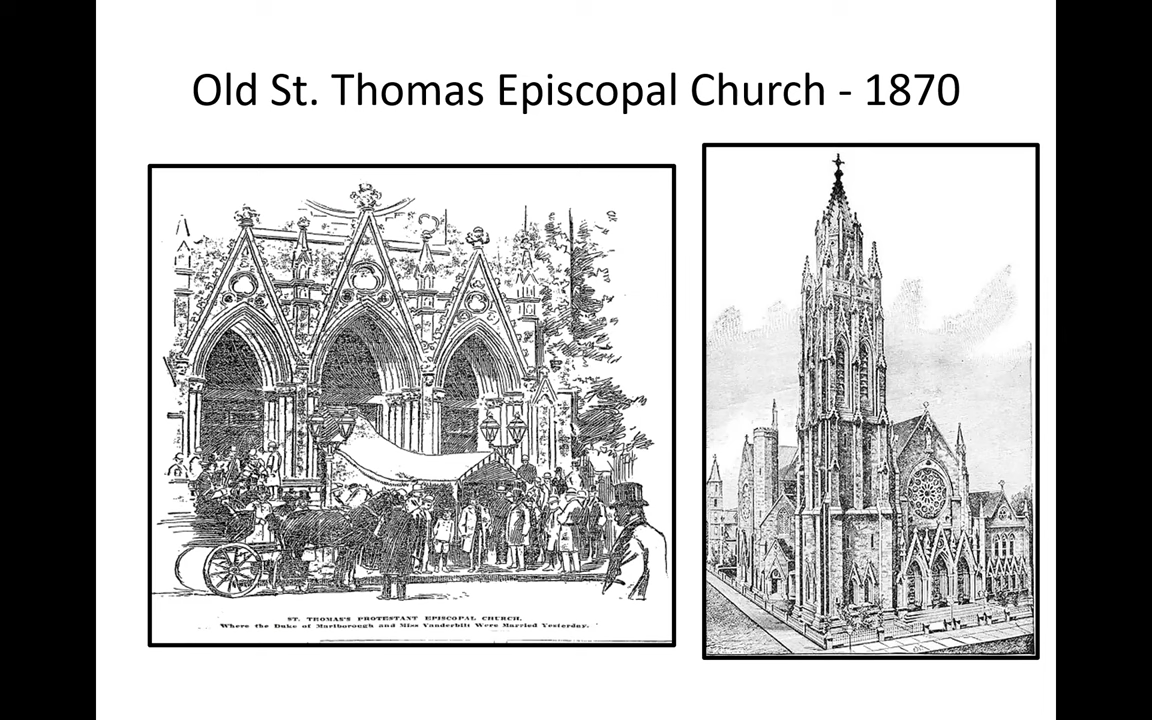 Old St. Thomas Episcopal Church - 1870
ST. THOMAS'S PROTESTANT EPISCOPAL CHURCH,
Where the Duke of Marlborough and Miss Vanderbilt Were Married Yesterday.